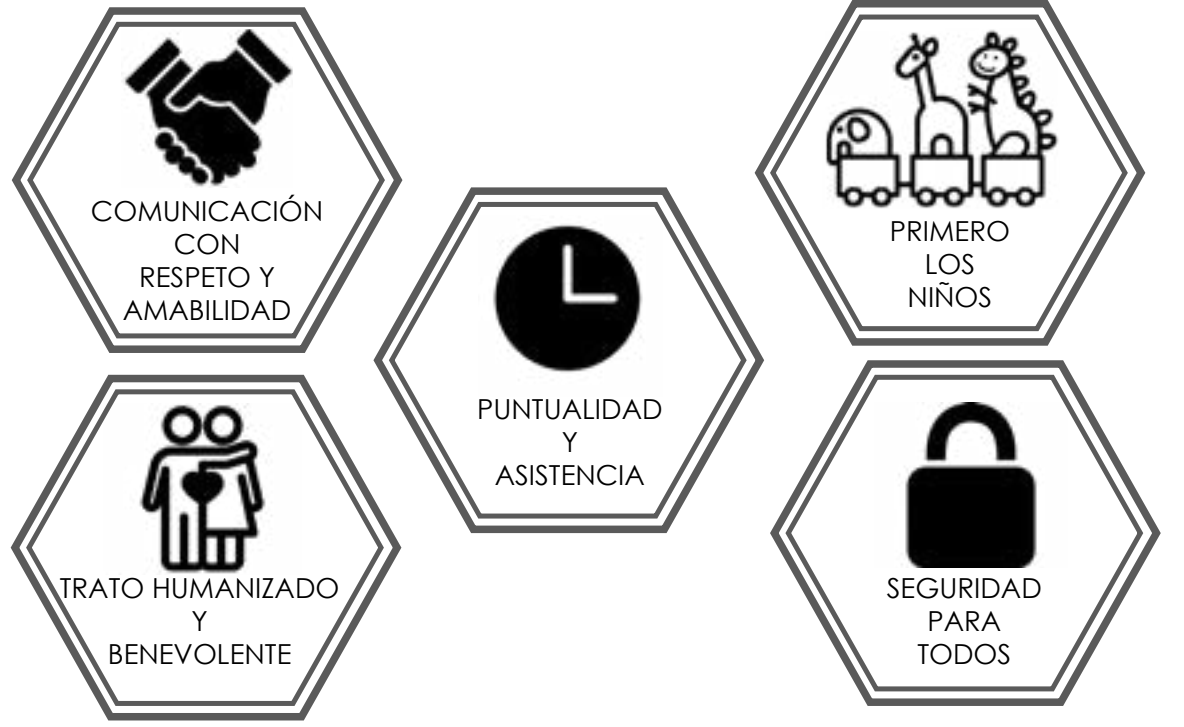 COMUNICACIÓN
CON
RESPETO Y
AMABILIDAD
PRIMERO
LOS
NIÑOS
PUNTUALIDAD
Y
ASISTENCIA
TRATO HUMANIZADO
Y
BENEVOLENTE
SEGURIDAD
PARA
TODOS